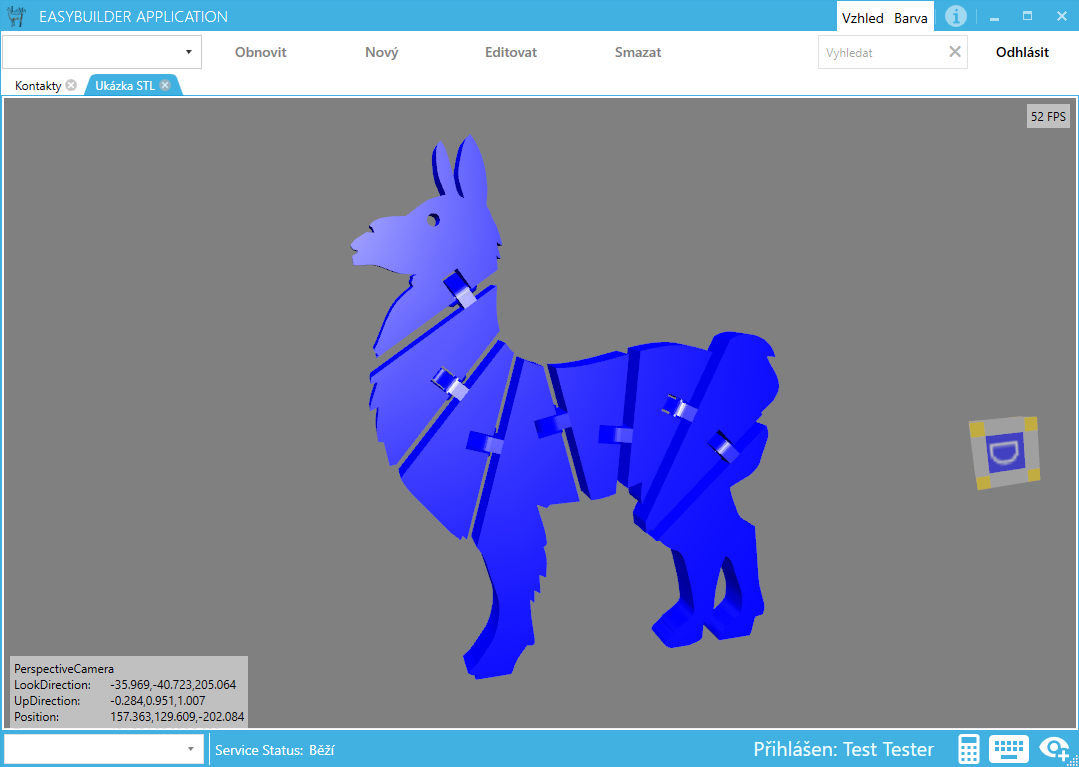 EASYBUILDER APPLICATION
Vzhled Barva
Obnovit Nový Editovat Smazat Vyhledat Odhlásit
Kontakty Ukázka STL
52 FPS
D
PerspectiveCamera
LookDirection: -35.969,-40.723,205.064
UpDirection: -0.284,0.951,1.007
Position: 157.363,129.609,-202.084
Service Status: Běží Přihlášen: Test Tester